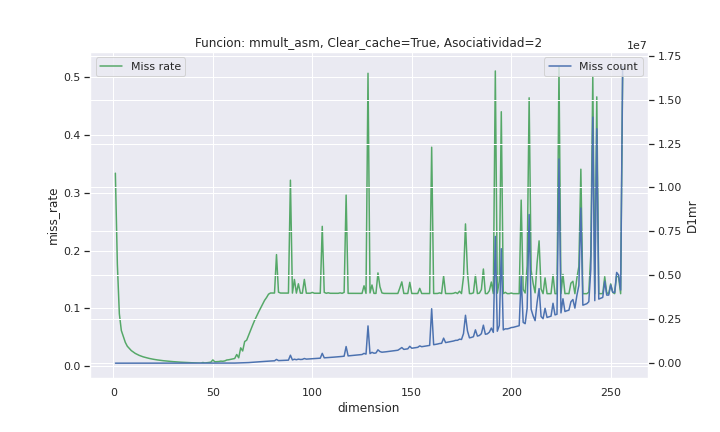 Funcion: mmult_asm, Clear_cache=True, Asociatividad=2
1e7
Miss rate
Miss count
0.5
0.4
0.3
0.2
0.1
0.0
miss_rate
1.75
1.50
1.25
1.00
0.75
0.50
0.25
0.00
D1mr
0 50 100 150 200 250
dimension